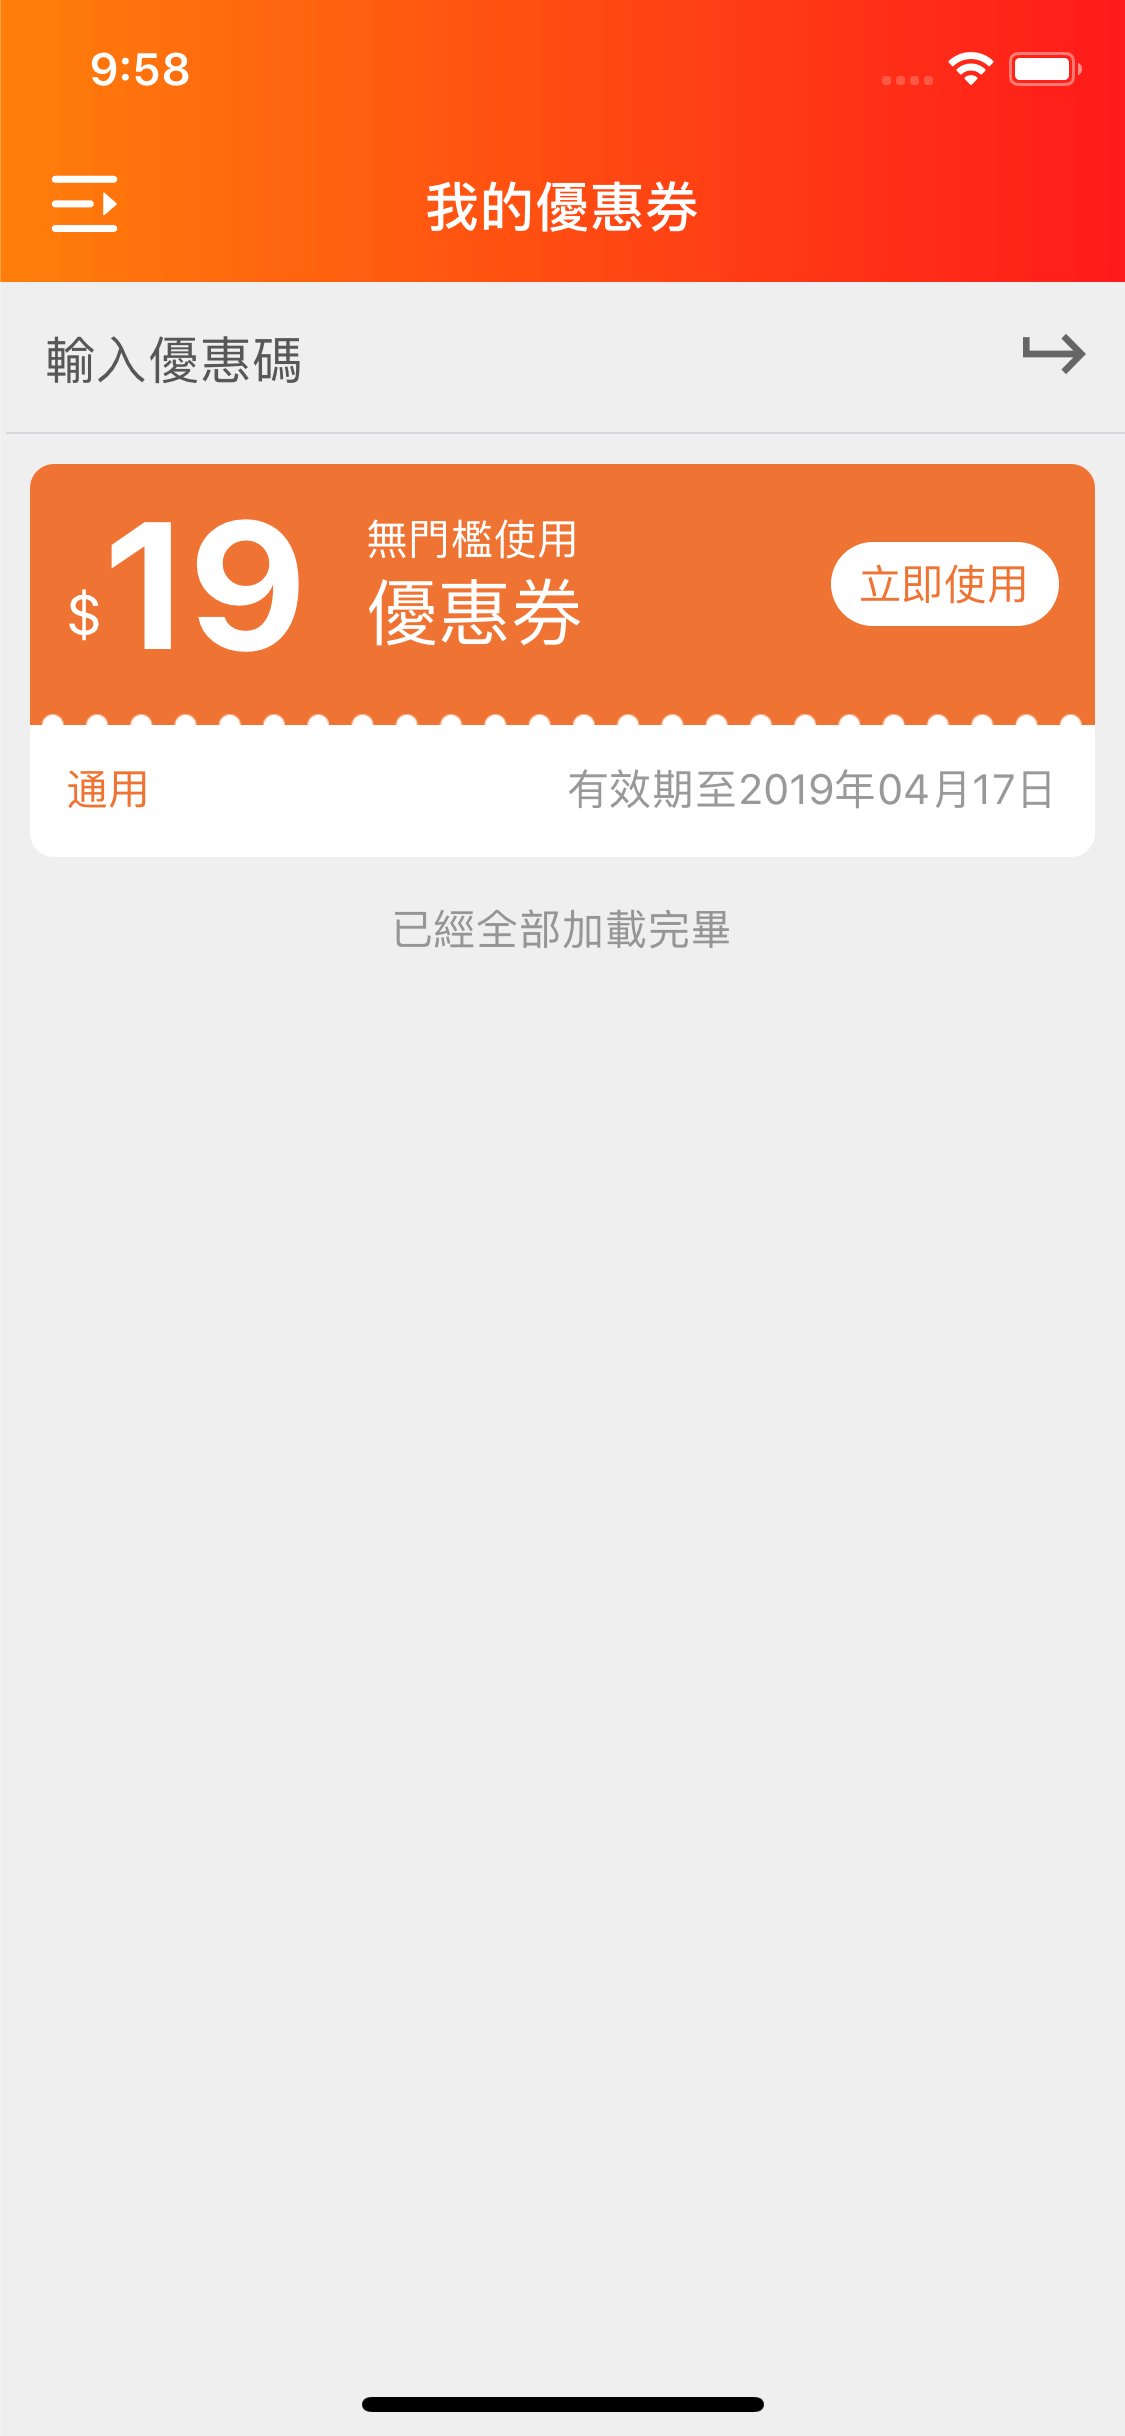 9:58
我的優惠券
輸入優惠碼
$19
無門檻使用
優惠券
立即使用
通用
有效期至2019年04月17日
已經全部加載完畢